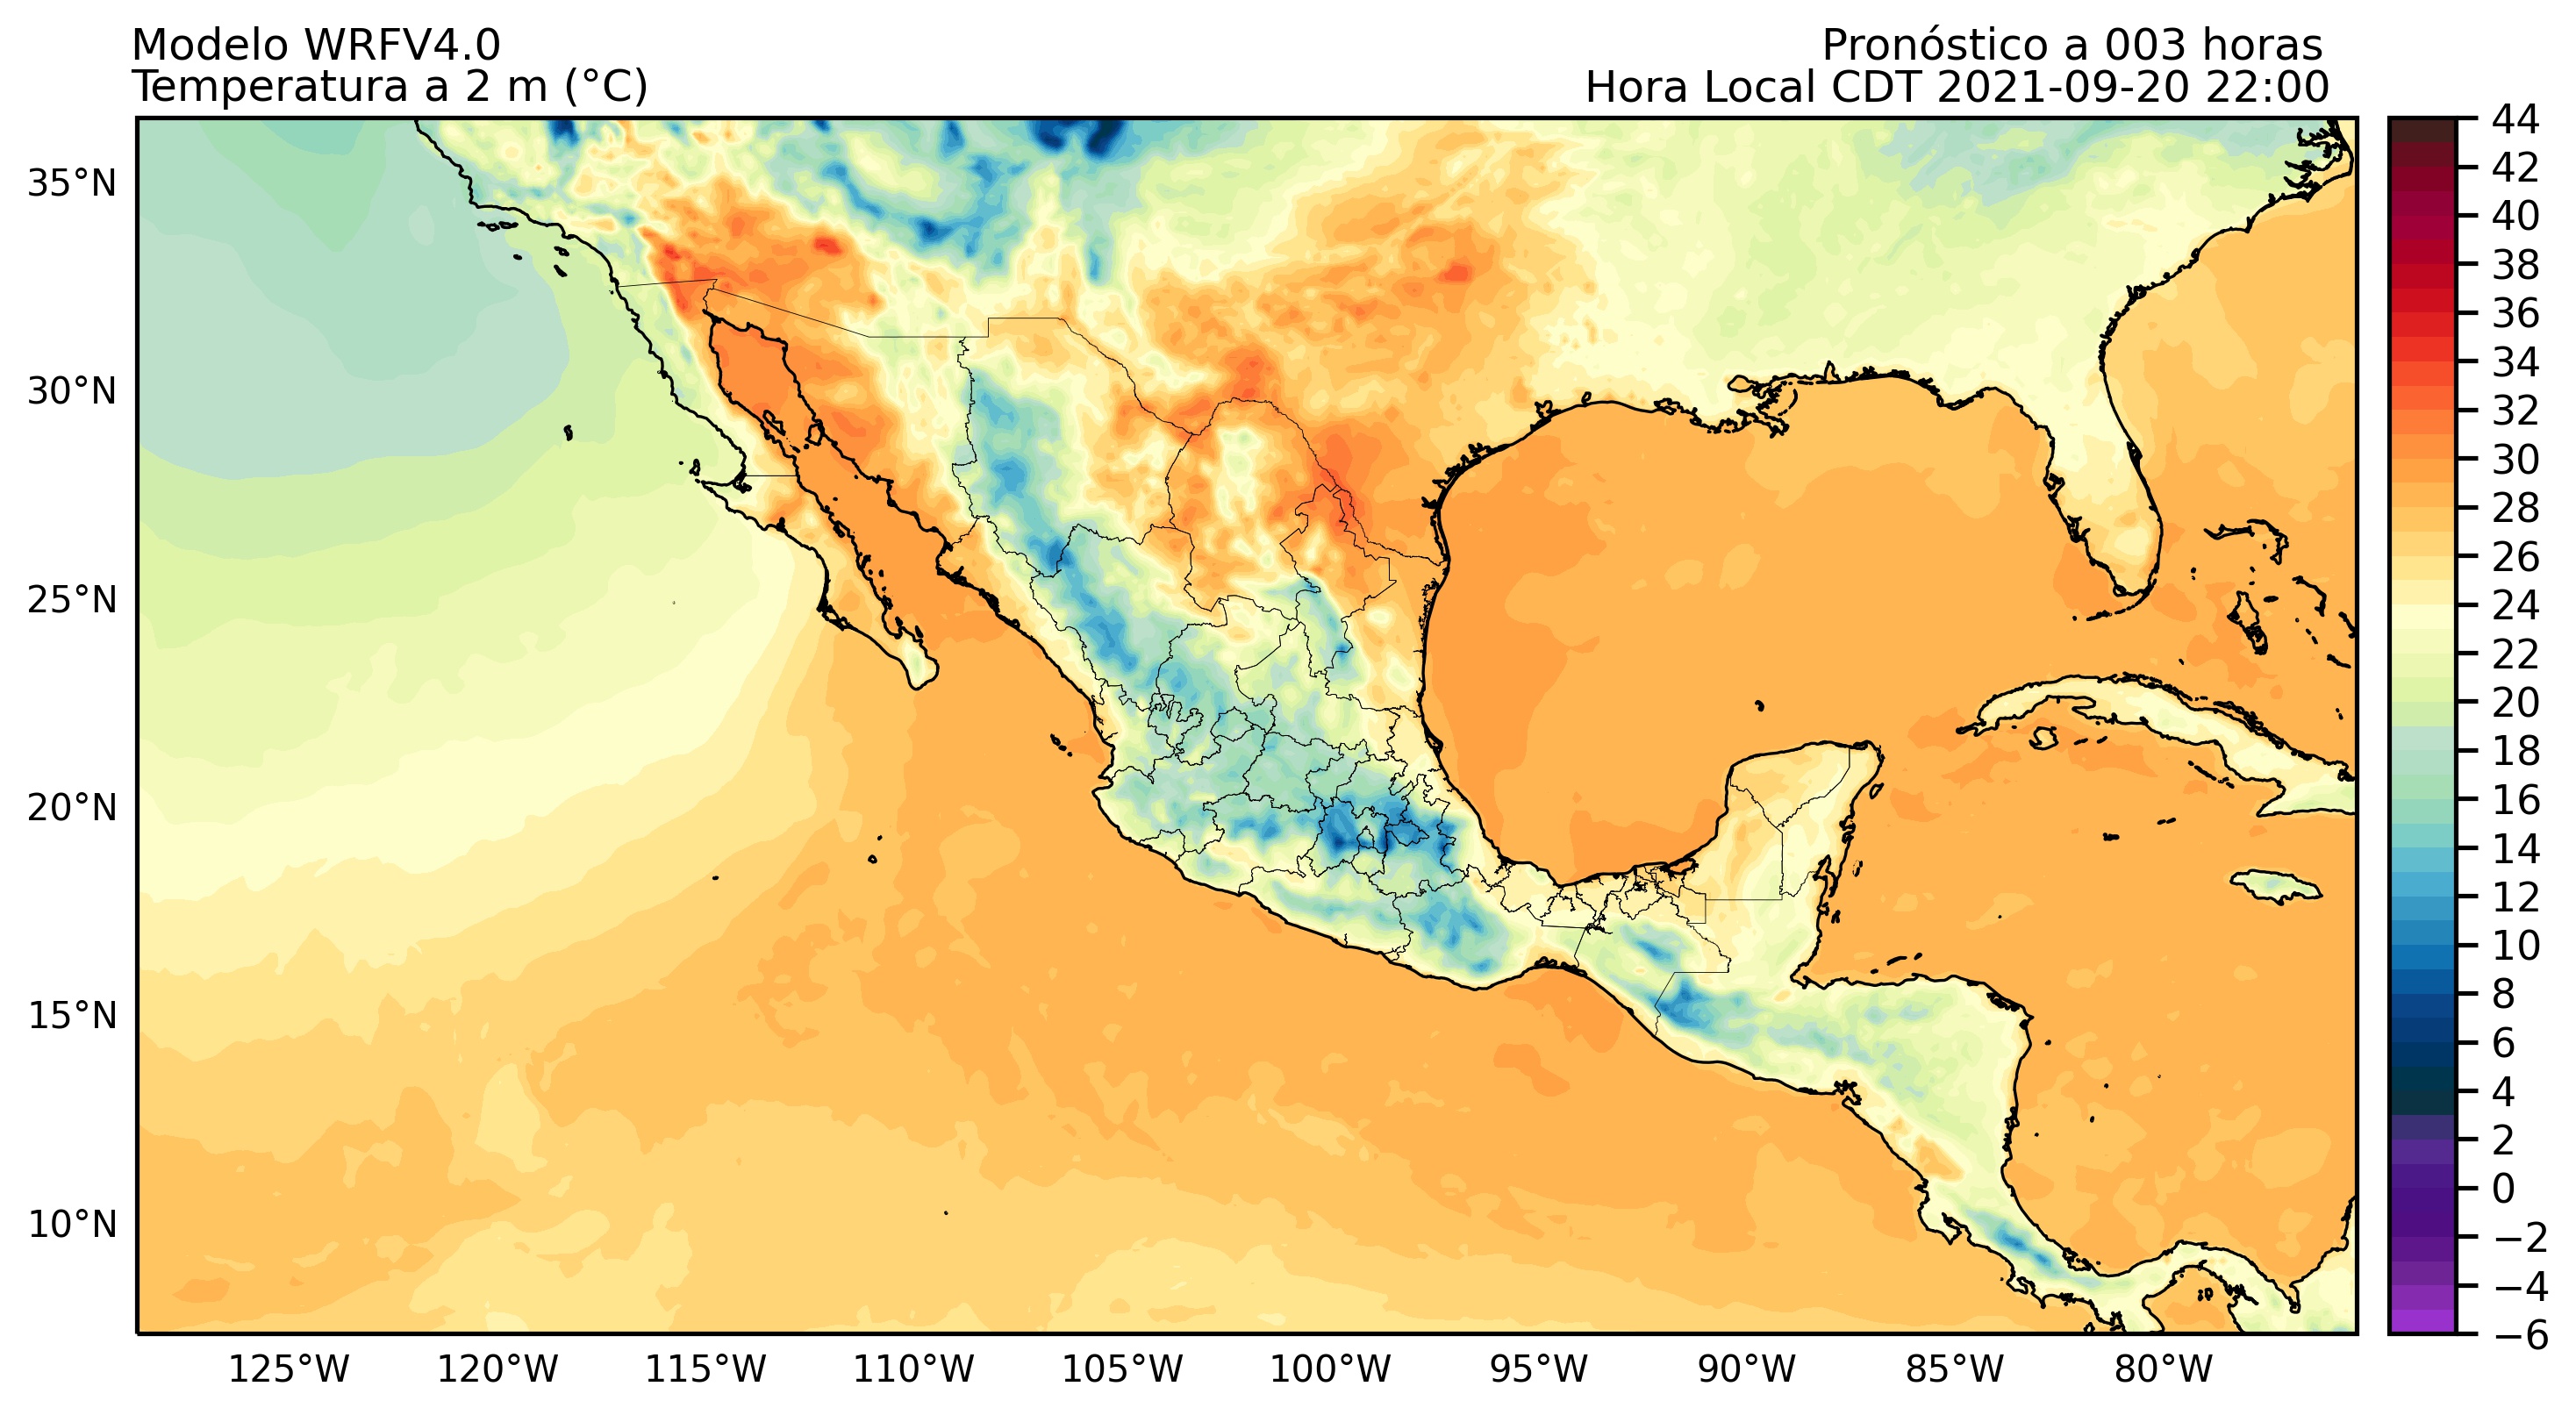 Modelo WRFV4.0
Temperatura a 2 m (°C)
Pronóstico a 003 horas
Hora Local CDT 2021-09-20 22:00
35°N
30°N
25°N
20°N
15°N
10°N
125°W
120°W
115°W
110°W
105°W
100°W
95°W
90°W
85°W
80°W
44
42
40
38
36
34
32
30
28
26
24
22
20
18
16
14
12
10
8
6
4
2
0
−2
−4
−6